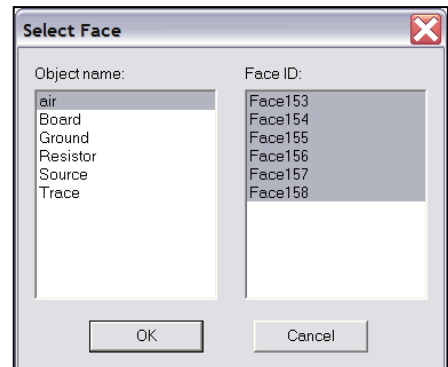 Select Face
Object name:
air
Board
Ground
Resistor
Source
Trace
Face ID:
Face153
Face154
Face155
Face156
Face157
Face158
OK
Cancel